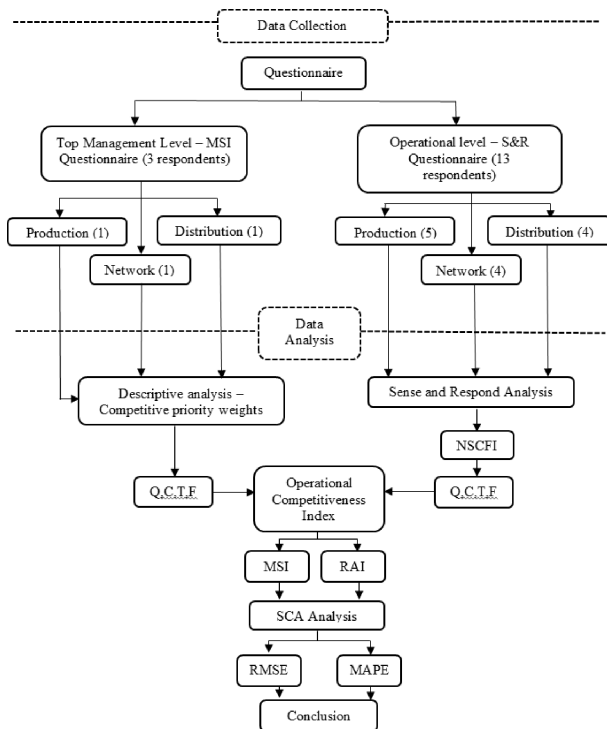 Data Collection
Questionnaire
Top Management Level – MSI
Questionnaire (3 respondents)
Operational level – S&R
Questionnaire (13
respondents)
Production (1)
Distribution (1)
Network (1)
Production (5)
Distribution (4)
Network (4)
Data
Analysis
Descriptive analysis –
Competitive priority weights
Sense and Respond Analysis
NSCFI
Q,C,T,F
Operational
Competitiveness
Index
Q,C,T,F
MSI
RAI
SCA Analysis
RMSE
MAPE
Conclusion